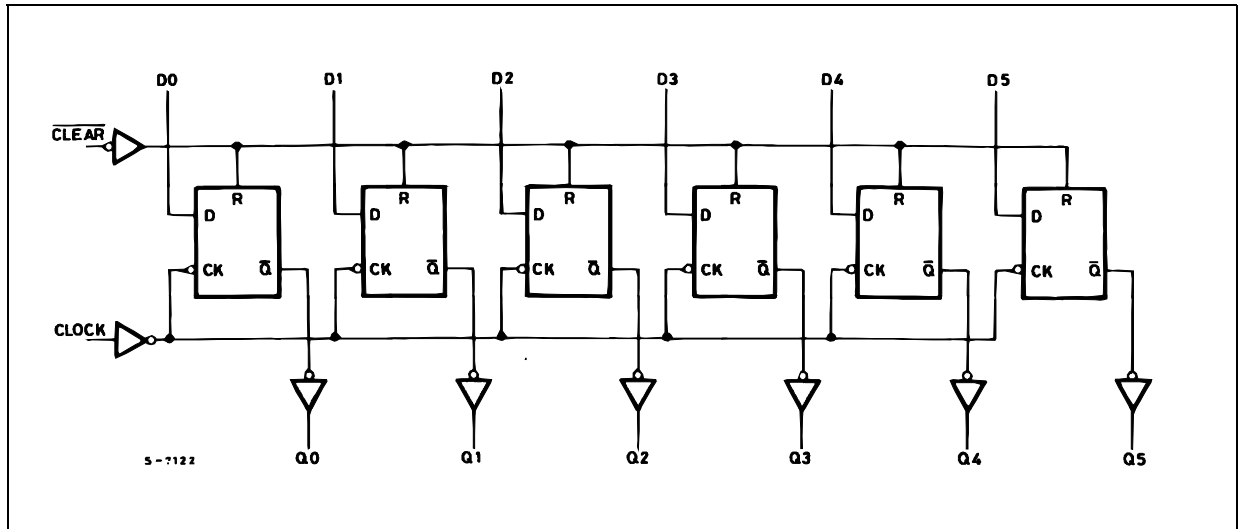 D0 D1 D2 D3 D4 D5
CLEAR
R R R R R R
D D D D D D
CK Q̅ CK Q̅ CK Q̅ CK Q̅ CK Q̅ CK Q̅
CLOCK
S-7122 Q0 Q1 Q2 Q3 Q4 Q5